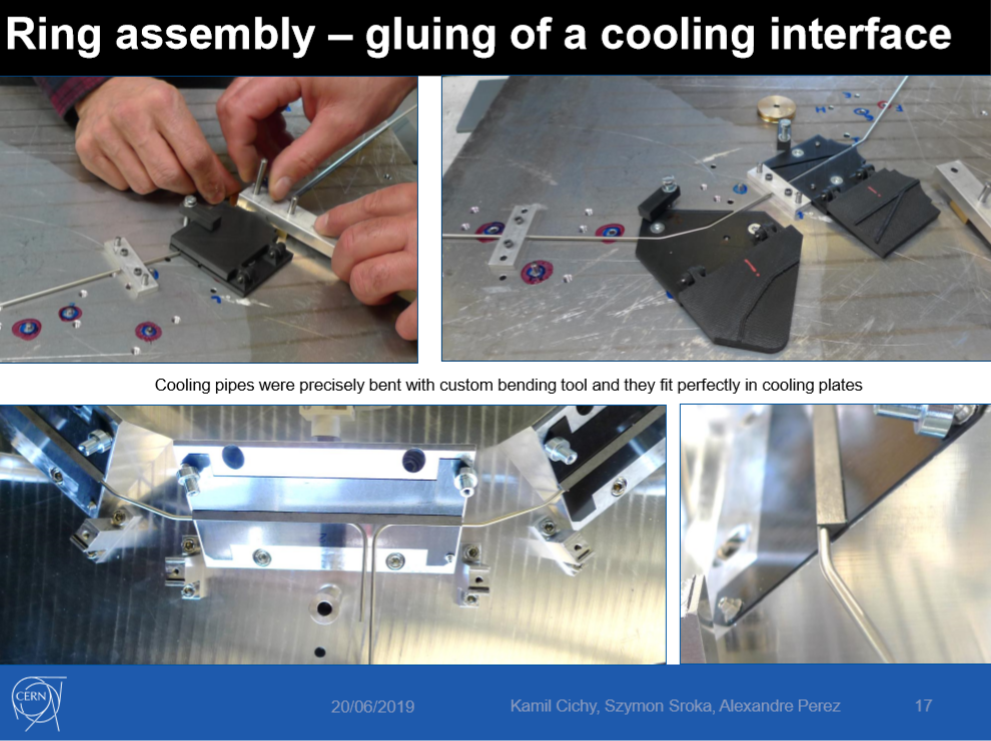 Ring assembly – gluing of a cooling interface
Cooling pipes were precisely bent with custom bending tool and they fit perfectly in cooling plates
CERN
20/06/2019
Kamil Cichy, Szymon Sroka, Alexandre Perez
17